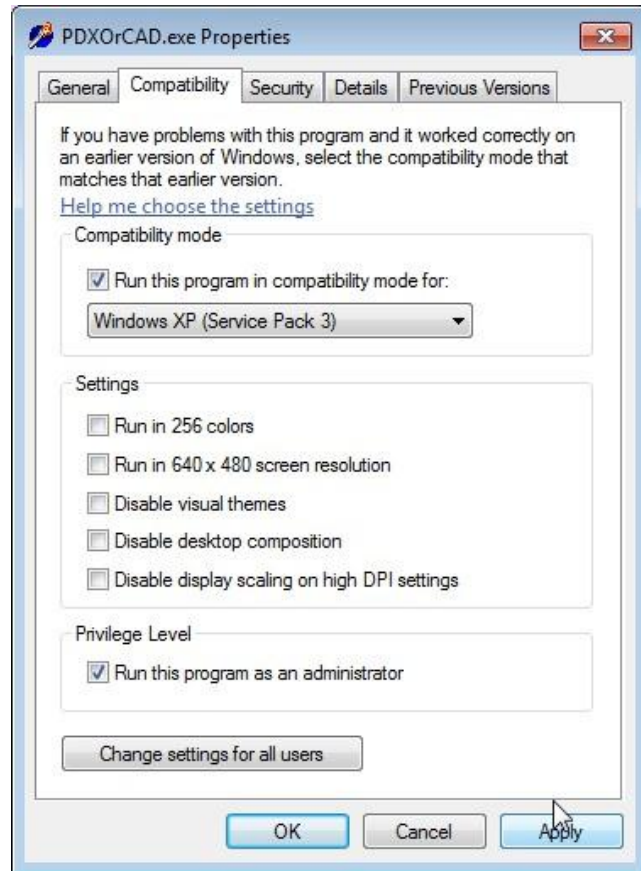 PDXOrCAD.exe Properties
General Compatibility Security Details Previous Versions
If you have problems with this program and it worked correctly on
an earlier version of Windows, select the compatibility mode that
matches that earlier version.
Help me choose the settings
Compatibility mode
Run this program in compatibility mode for:
Windows XP (Service Pack 3)
Settings
Run in 256 colors
Run in 640 x 480 screen resolution
Disable visual themes
Disable desktop composition
Disable display scaling on high DPI settings
Privilege Level
Run this program as an administrator
Change settings for all users
OK Cancel Apply